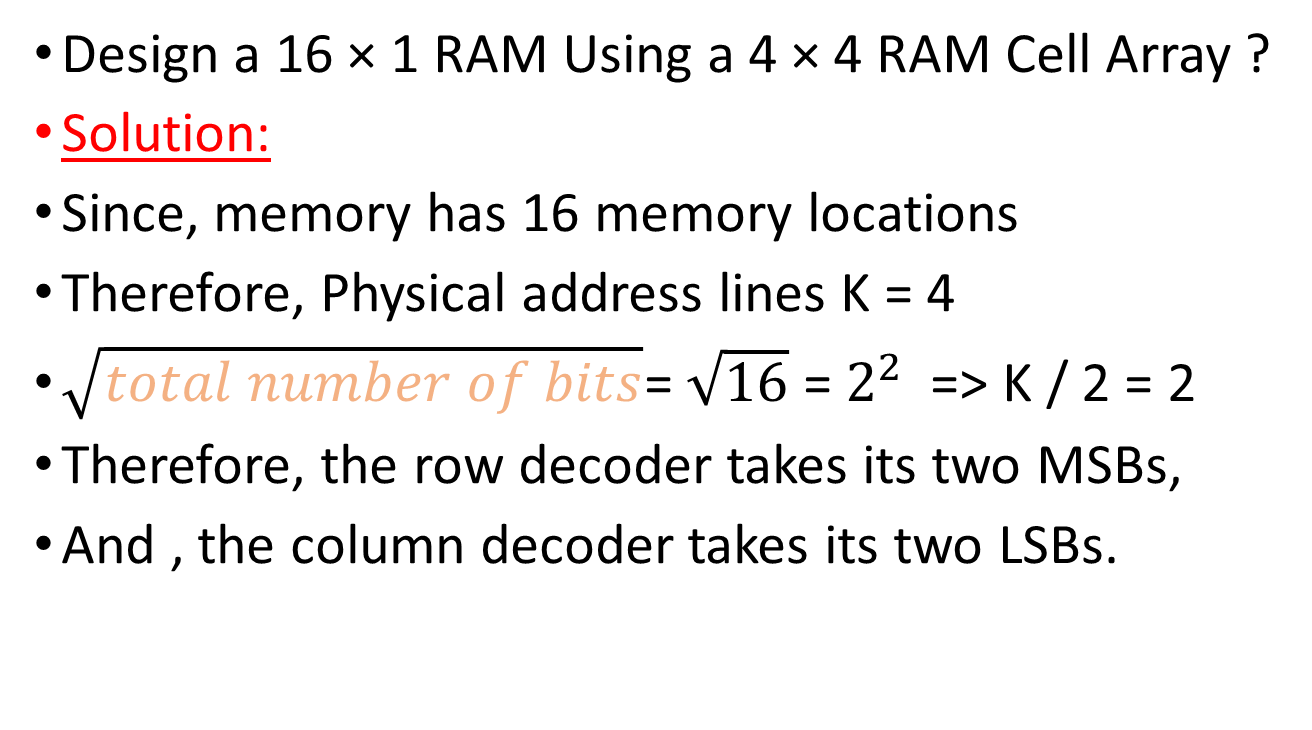 • Design a 16 × 1 RAM Using a 4 × 4 RAM Cell Array ?
• Solution:
• Since, memory has 16 memory locations
• Therefore, Physical address lines K = 4
• √total number of bits = √16 = 2² => K / 2 = 2
• Therefore, the row decoder takes its two MSBs,
• And , the column decoder takes its two LSBs.